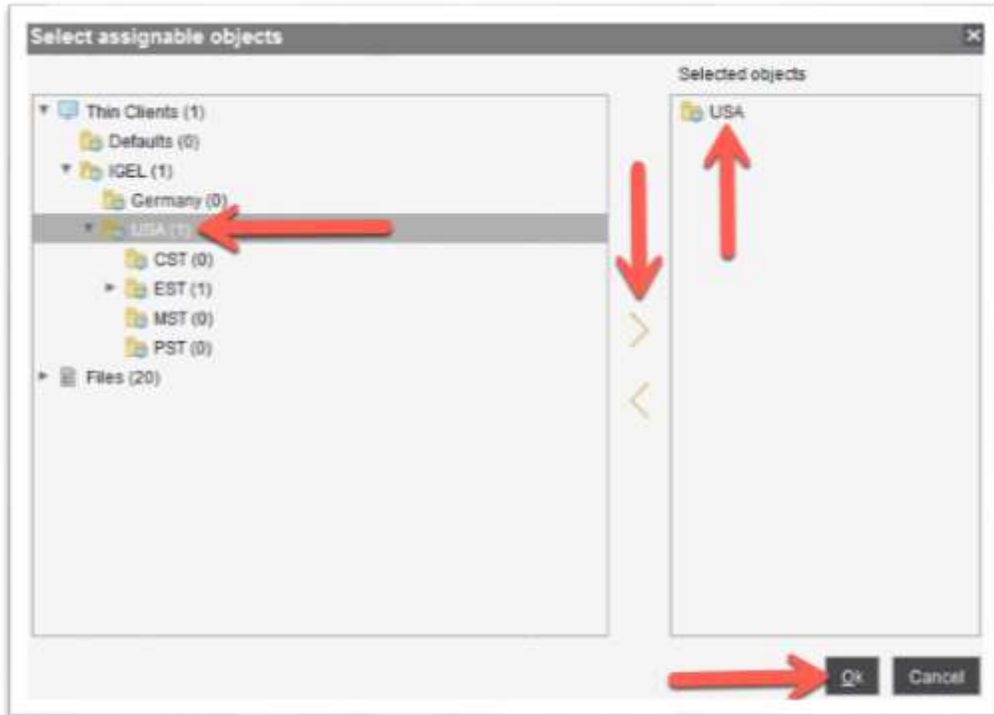 Select assignable objects
Selected objects
Thin Clients (1)
Defaults (0)
IGEL (1)
Germany (0)
USA (1)
CST (0)
EST (1)
MST (0)
PST (0)
Files (20)
USA
Ok
Cancel